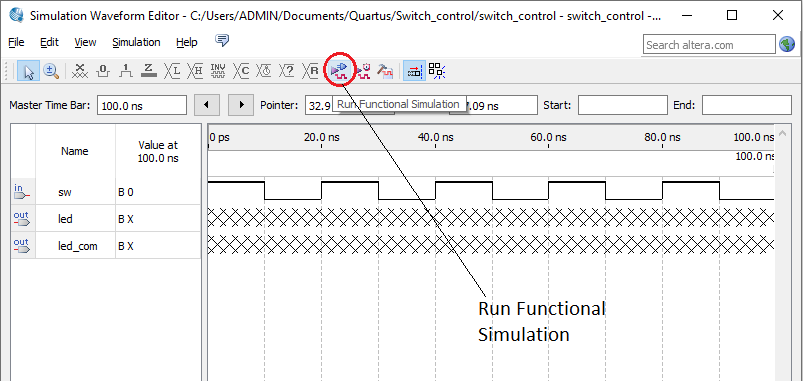 Simulation Waveform Editor - C:/Users/ADMIN/Documents/Quartus/Switch_control/switch_control - switch_control -...
File Edit View Simulation Help
Search altera.com
Master Time Bar: 100.0 ns Pointer: 32.9 .09 ns Start: End:
Run Functional Simulation
Name
Value at
100.0 ns
0 ps 20.0 ns 40.0 ns 60.0 ns 80.0 ns 100.0 ns
100.0 ns
in sw B 0
out led B X
out led_com B X
Run Functional
Simulation